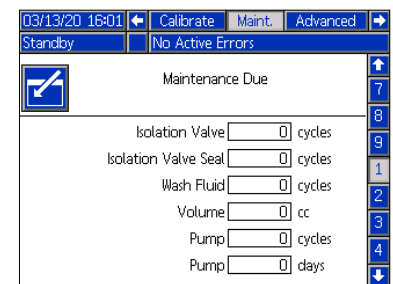 03/13/20 16:01 Calibrate Maint. Advanced
Standby No Active Errors
Maintenance Due
7
8
9
1
2
3
4
Isolation Valve 0 cycles
Isolation Valve Seal 0 cycles
Wash Fluid 0 cycles
Volume 0 cc
Pump 0 cycles
Pump 0 days